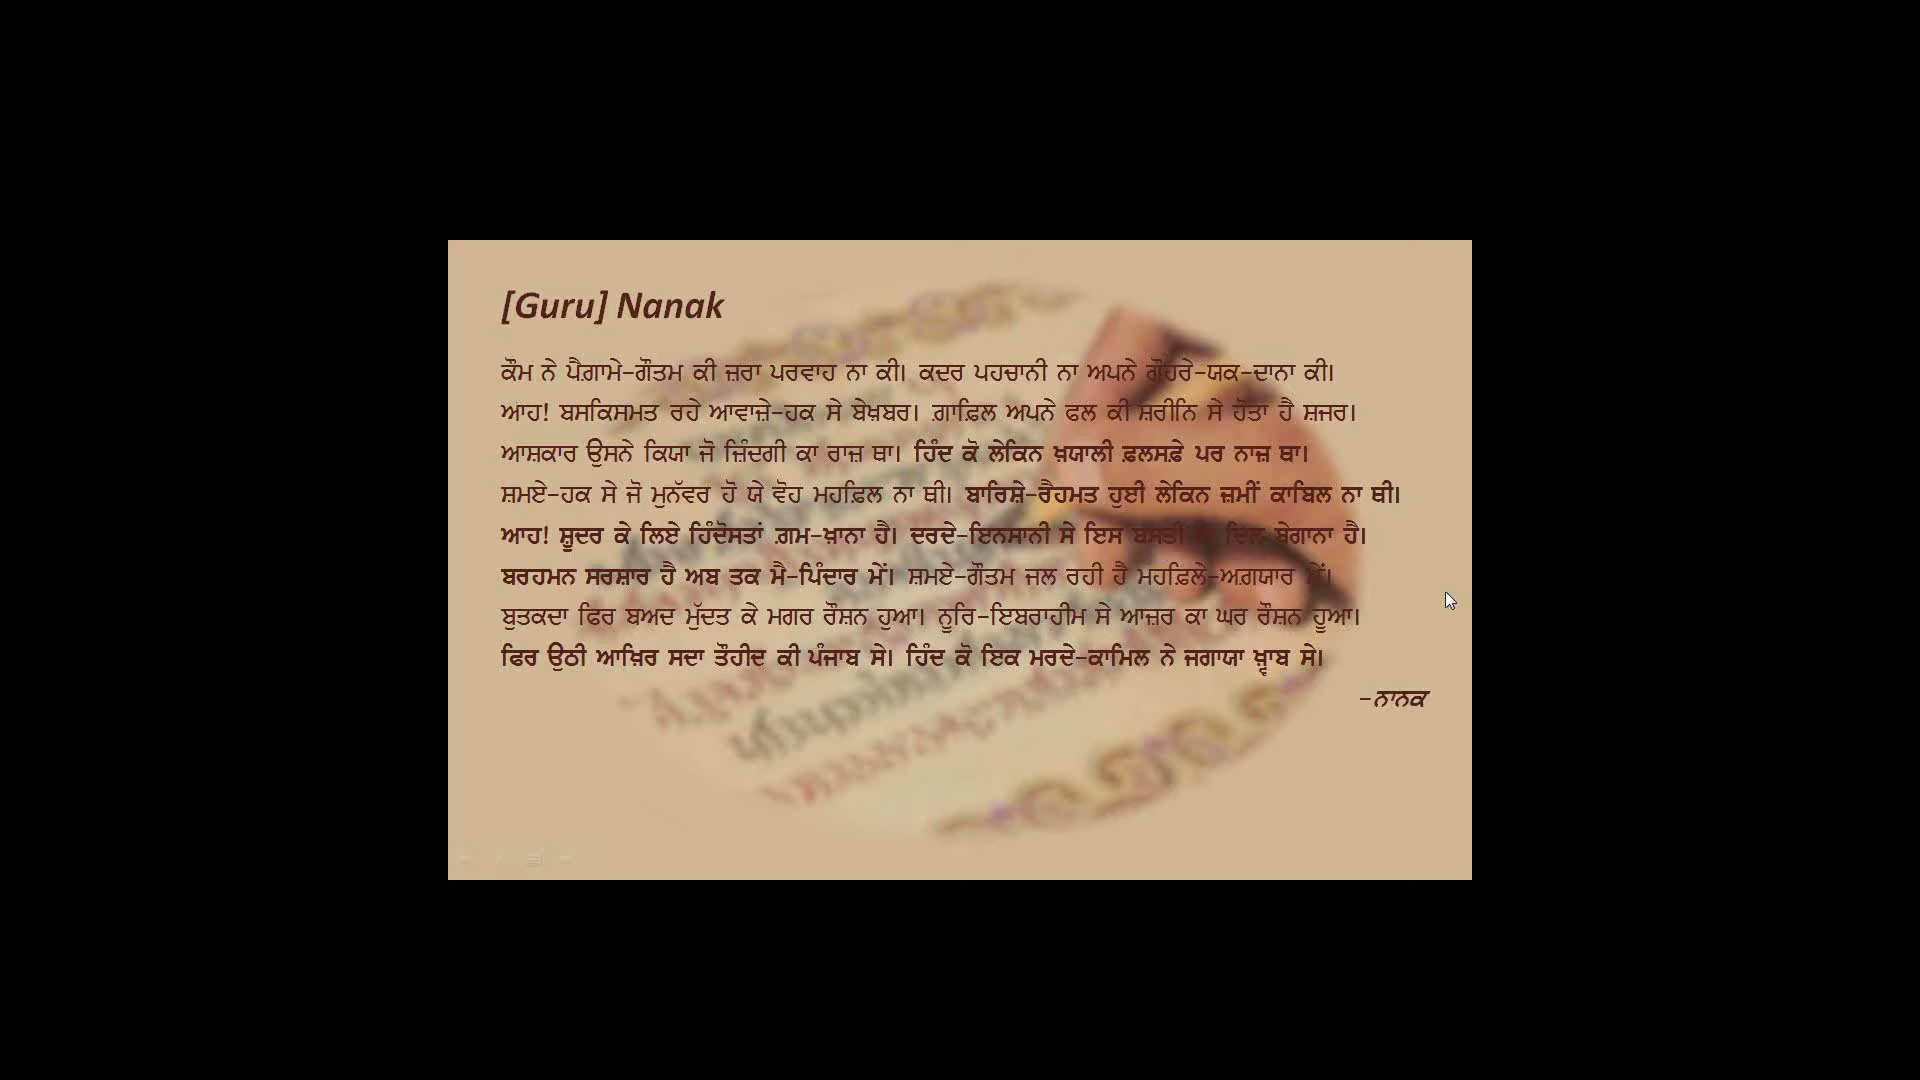 [Guru] Nanak
ਕੌਮ ਨੇ ਪੈਗ਼ਾਮੇ-ਗੌਤਮ ਕੀ ਜ਼ਰਾ ਪਰਵਾਹ ਨਾ ਕੀ। ਕਦਰ ਪਹਚਾਨੀ ਨਾ ਅਪਨੇ ਗੌਹਰੇ-ਯਕ-ਦਾਨਾ ਕੀ।
ਆਹ! ਬਸਕਿਸਮਤ ਰਹੇ ਆਵਾਜ਼ੇ-ਹਕ ਸੇ ਬੇਖ਼ਬਰ। ਗ਼ਾਫ਼ਿਲ ਅਪਨੇ ਫਲ ਕੀ ਸ਼ਰੀਨਿ ਸੇ ਹੋਤਾ ਹੈ ਸ਼ਜਰ।
ਆਸ਼ਕਾਰ ਉਸਨੇ ਕਿਯਾ ਜੋ ਜ਼ਿੰਦਗੀ ਕਾ ਰਾਜ਼ ਥਾ। ਹਿੰਦ ਕੋ ਲੇਕਿਨ ਖ਼ਯਾਲੀ ਫ਼ਲਸਫ਼ੇ ਪਰ ਨਾਜ਼ ਥਾ।
ਸ਼ਮਏ-ਹਕ ਸੇ ਜੋ ਮੁਨੱਵਰ ਹੋ ਯੇ ਵੋਹ ਮਹਫ਼ਿਲ ਨਾ ਥੀ। ਬਾਰਿਸ਼ੇ-ਰੈਹਮਤ ਹੁਈ ਲੇਕਿਨ ਜ਼ਮੀਂ ਕਾਬਿਲ ਨਾ ਥੀ।
ਆਹ! ਸ਼ੂਦਰ ਕੇ ਲਿਏ ਹਿੰਦੋਸਤਾਂ ਗ਼ਮ-ਖ਼ਾਨਾ ਹੈ। ਦਰਦੇ-ਇਨਸਾਨੀ ਸੇ ਇਸ ਬਸਤੀ ਕਾ ਦਿਲ ਬੇਗਾਨਾ ਹੈ।
ਬਰਹਮਨ ਸਰਸ਼ਾਰ ਹੈ ਅਬ ਤਕ ਮੈ-ਪਿੰਦਾਰ ਮੇਂ। ਸ਼ਮਏ-ਗੌਤਮ ਜਲ ਰਹੀ ਹੈ ਮਹਫ਼ਿਲੇ-ਅਗ਼ਯਾਰ ਮੇਂ।
ਬੁਤਕਦਾ ਫਿਰ ਬਅਦ ਮੁੱਦਤ ਕੇ ਮਗਰ ਰੌਸ਼ਨ ਹੁਆ। ਨੂਰਿ-ਇਬਰਾਹੀਮ ਸੇ ਆਜ਼ਰ ਕਾ ਘਰ ਰੌਸ਼ਨ ਹੂਆ।
ਫਿਰ ਉਠੀ ਆਖ਼ਿਰ ਸਦਾ ਤੌਹੀਦ ਕੀ ਪੰਜਾਬ ਸੇ। ਹਿੰਦ ਕੋ ਇਕ ਮਰਦੇ-ਕਾਮਿਲ ਨੇ ਜਗਾਯਾ ਖ਼੍ਵਾਬ ਸੇ।
-ਨਾਨਕ